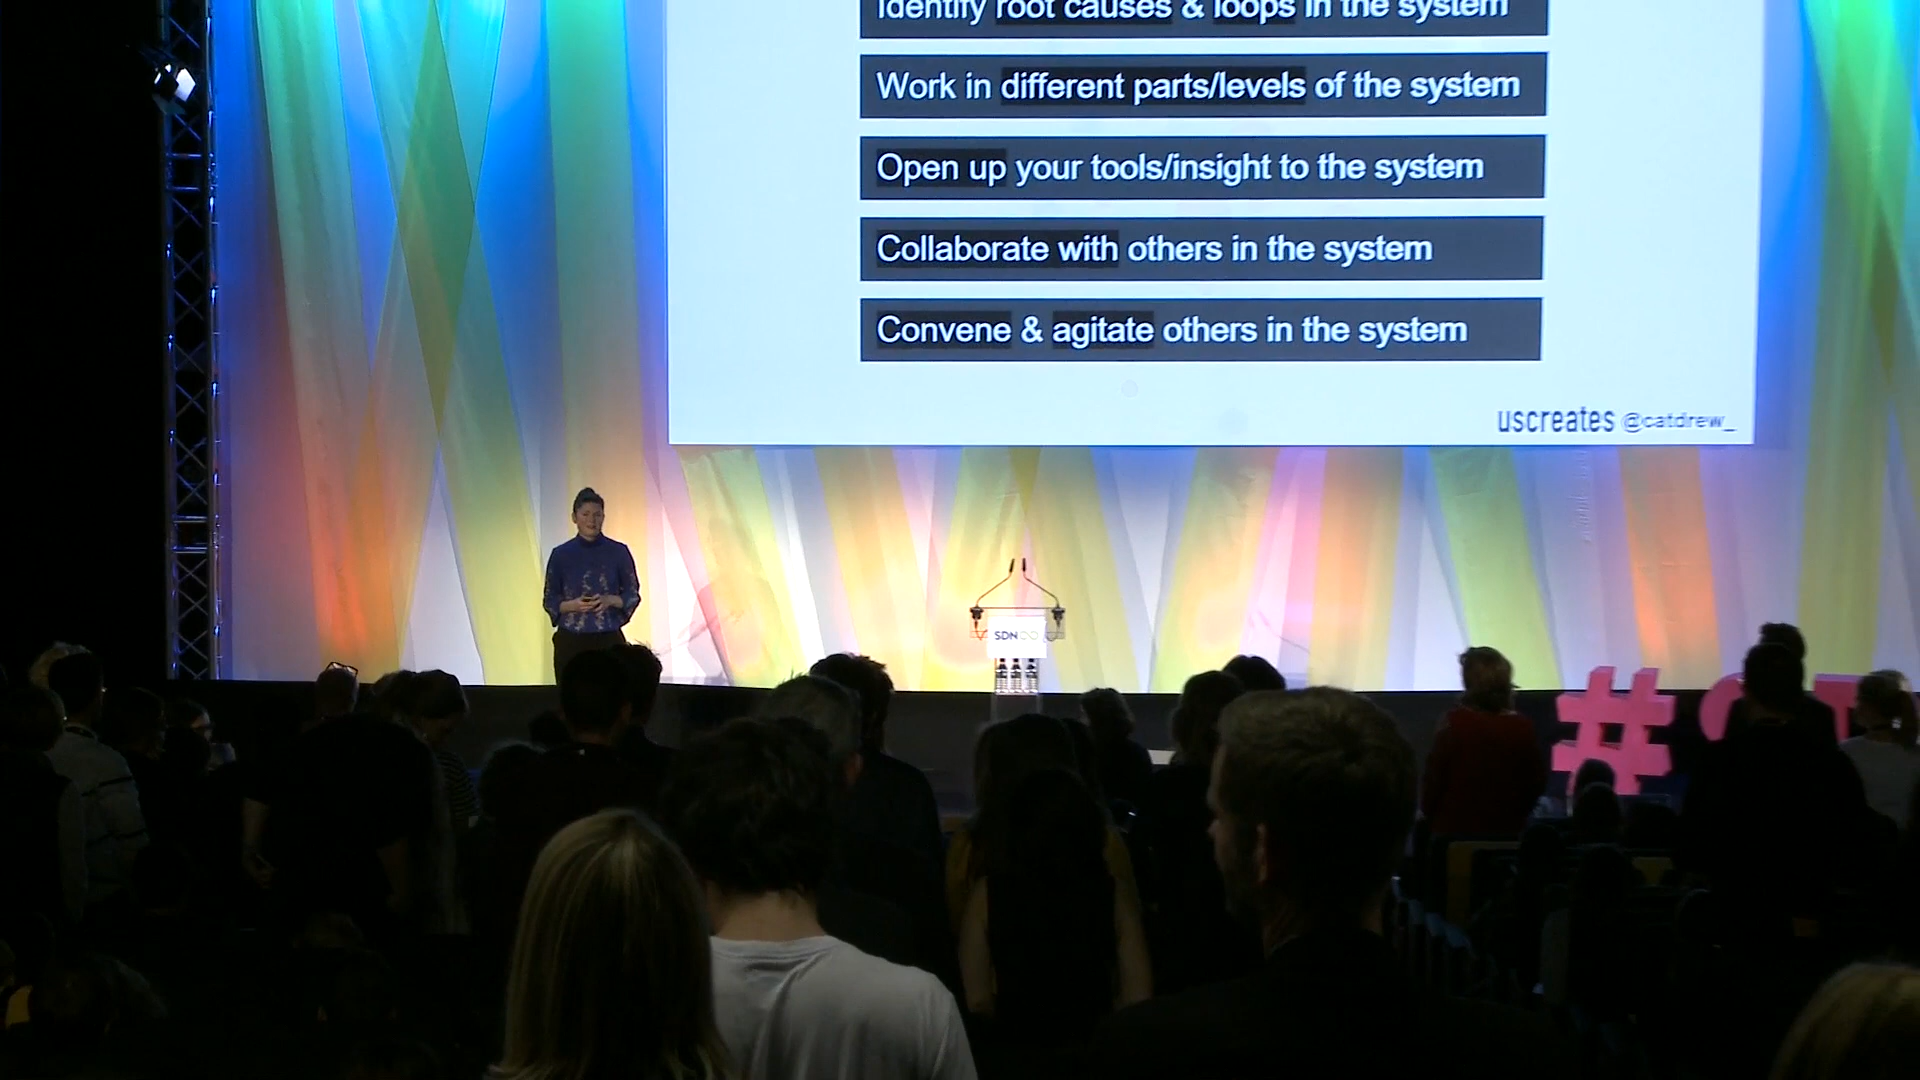 Identify root causes & loops in the system
Work in different parts/levels of the system
Open up your tools/insight to the system
Collaborate with others in the system
Convene & agitate others in the system
uscreates @catdrew_
SDN
#